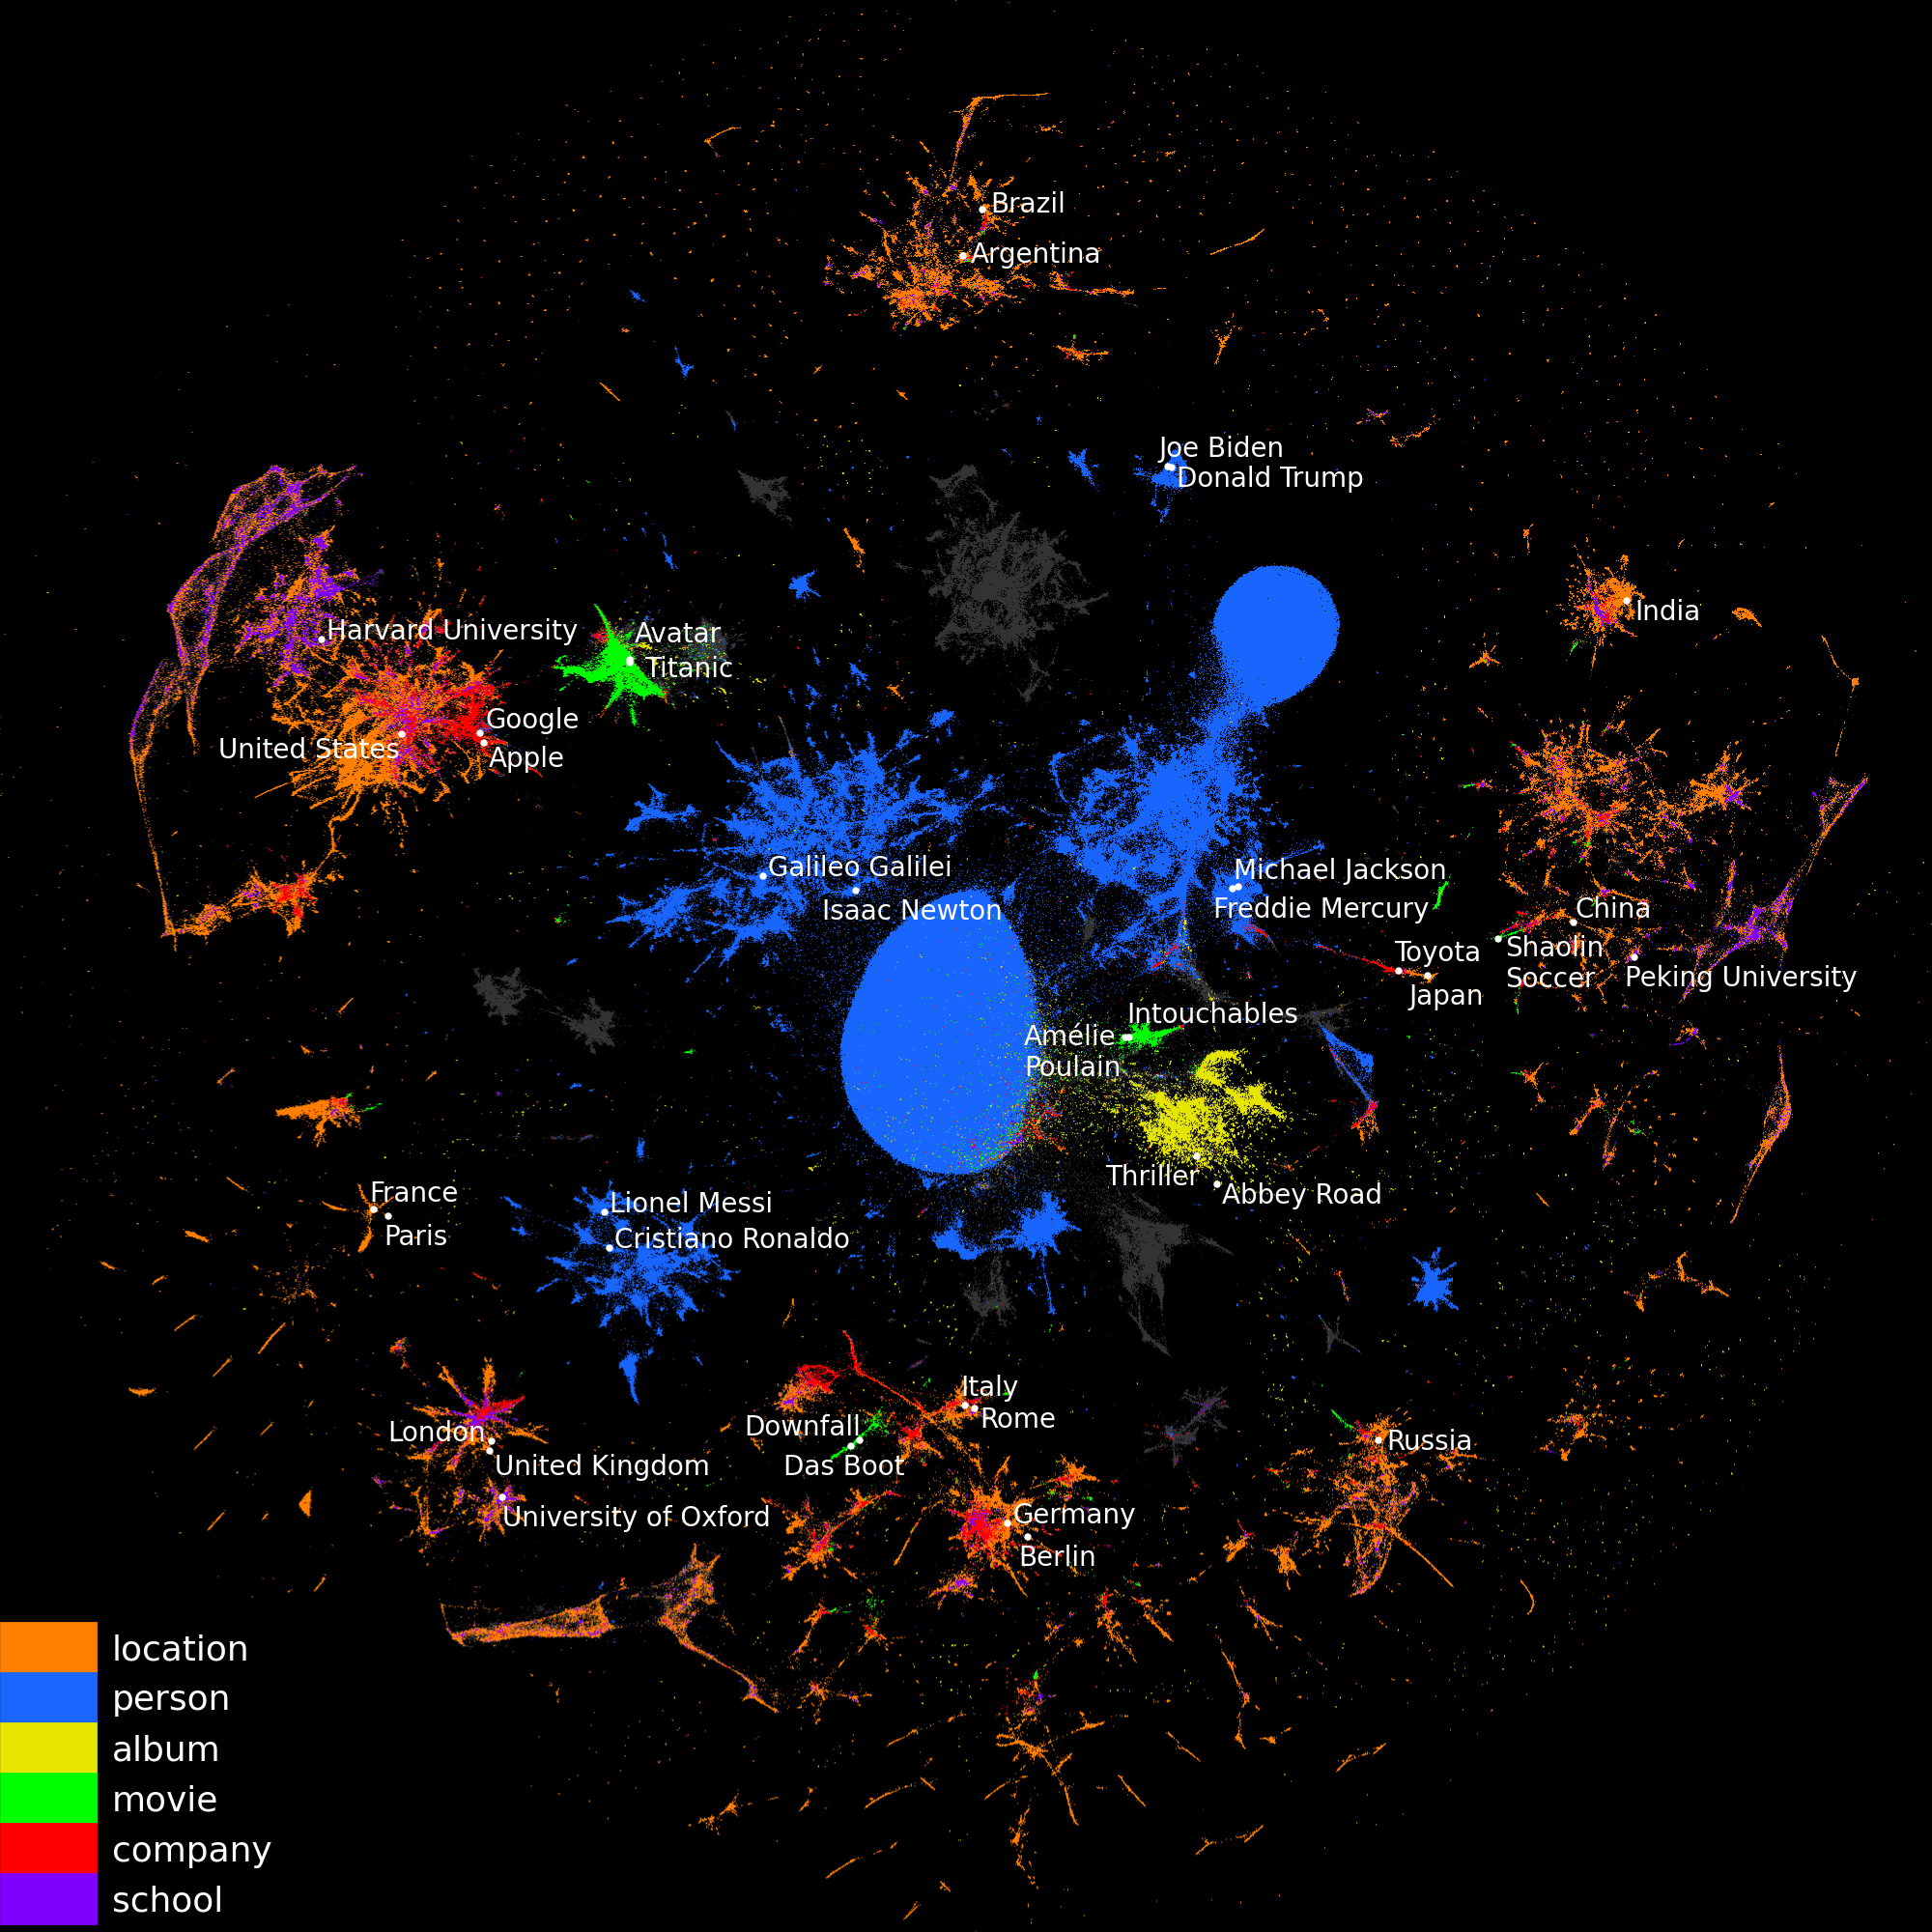 Brazil
Argentina
Joe Biden
Donald Trump
India
Harvard University
Avatar
Titanic
Google
United States
Apple
Galileo Galilei
Isaac Newton
Michael Jackson
Freddie Mercury
China
Toyota
Shaolin
Soccer
Peking University
Japan
Intouchables
Amélie
Poulain
Thriller
Abbey Road
France
Paris
Lionel Messi
Cristiano Ronaldo
Italy
Rome
Downfall
Das Boot
London
United Kingdom
University of Oxford
Russia
Germany
Berlin
location
person
album
movie
company
school